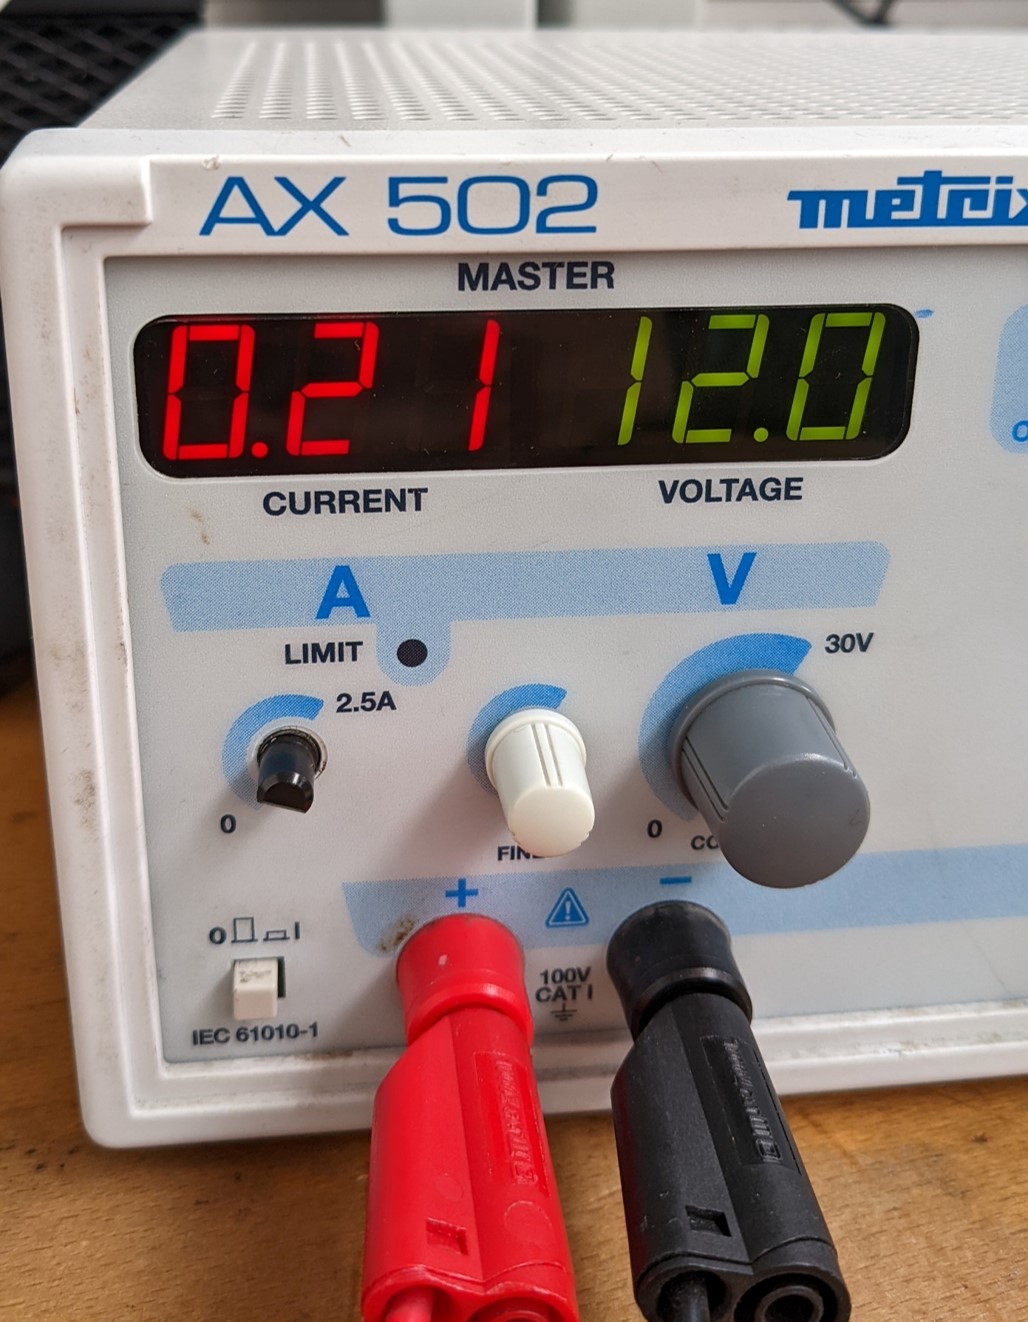 AX 502
metrix
MASTER
0.21 12.0
CURRENT VOLTAGE
A V
LIMIT
2.5A
30V
0
0
O I
+ -
100V
CAT I
IEC 61010-1